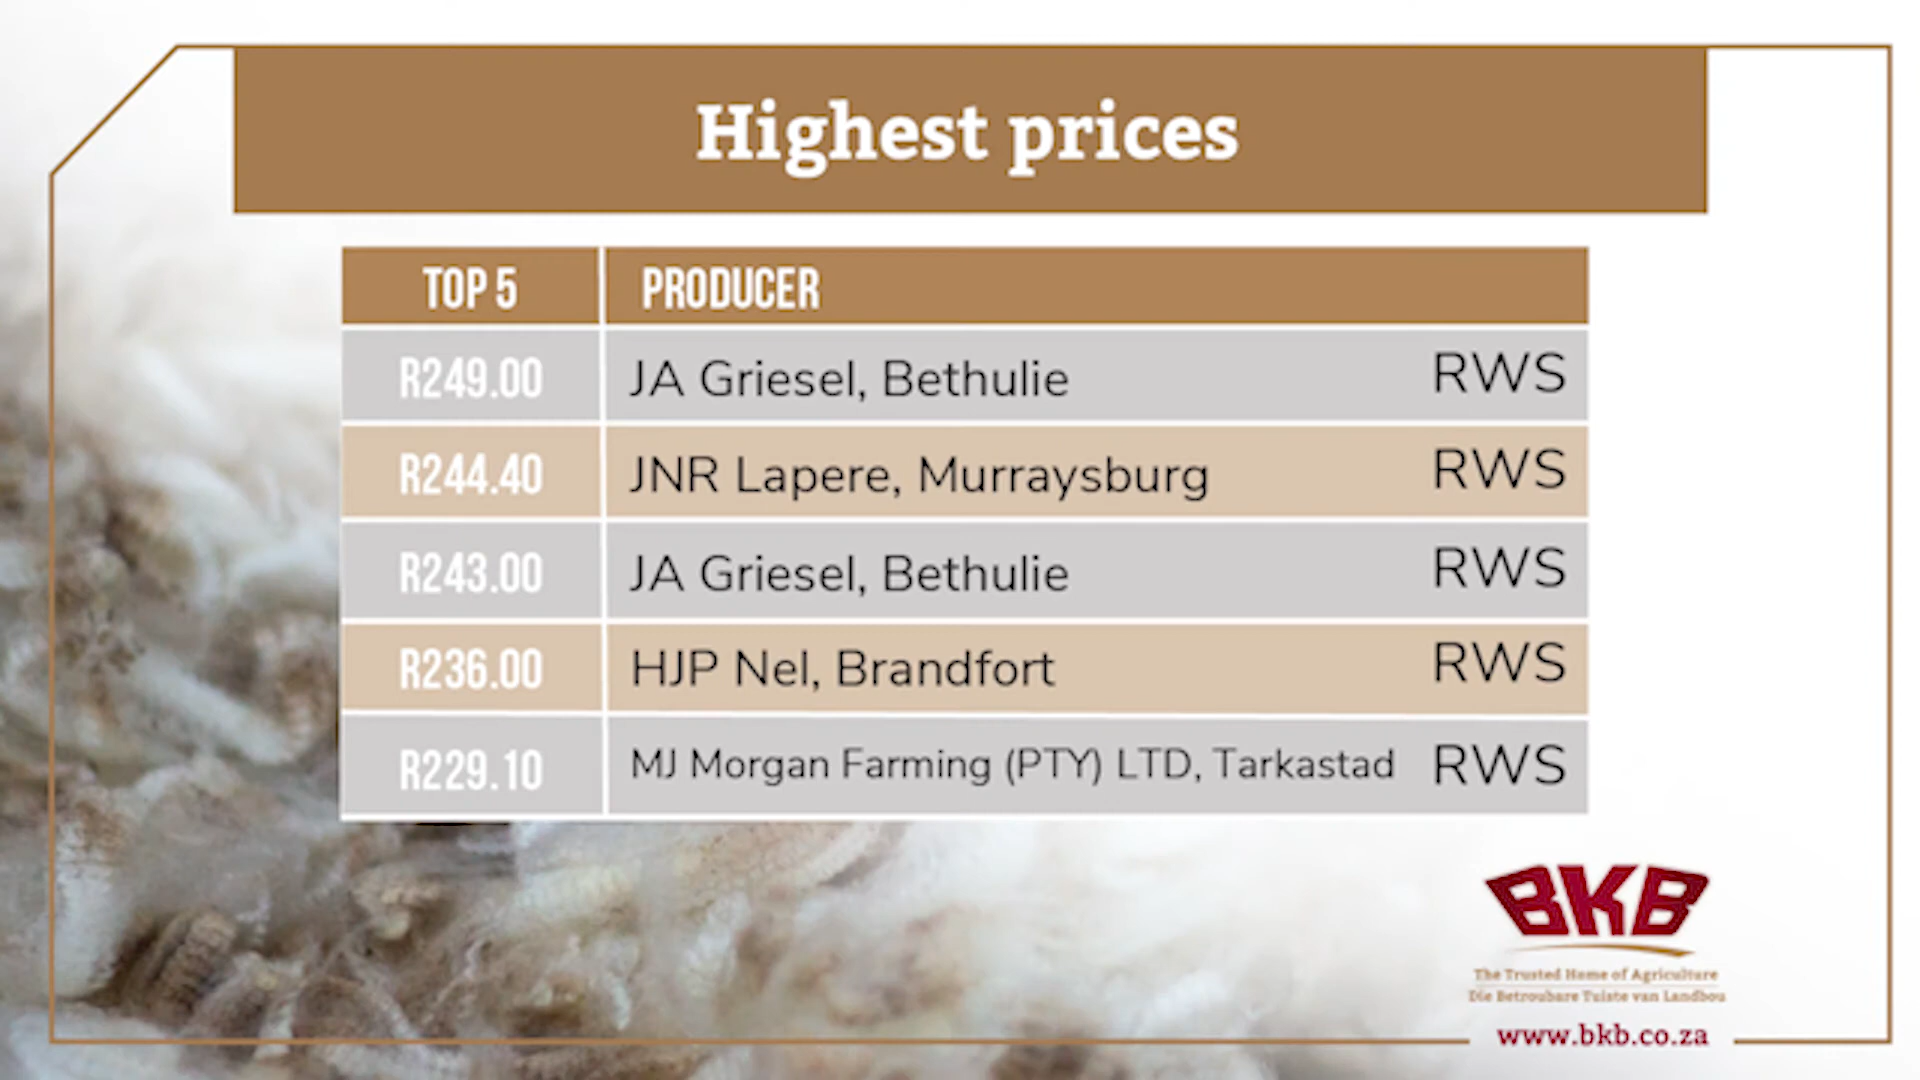 Highest prices
TOP 5 PRODUCER
R249.00 JA Griesel, Bethulie RWS
R244.40 JNR Lapere, Murraysburg RWS
R243.00 JA Griesel, Bethulie RWS
R236.00 HJP Nel, Brandfort RWS
R229.10 MJ Morgan Farming (PTY) LTD, Tarkastad RWS
BKB
The Trusted Home of Agriculture
Die Betroubare Tuiste van Landbou
www.bkb.co.za